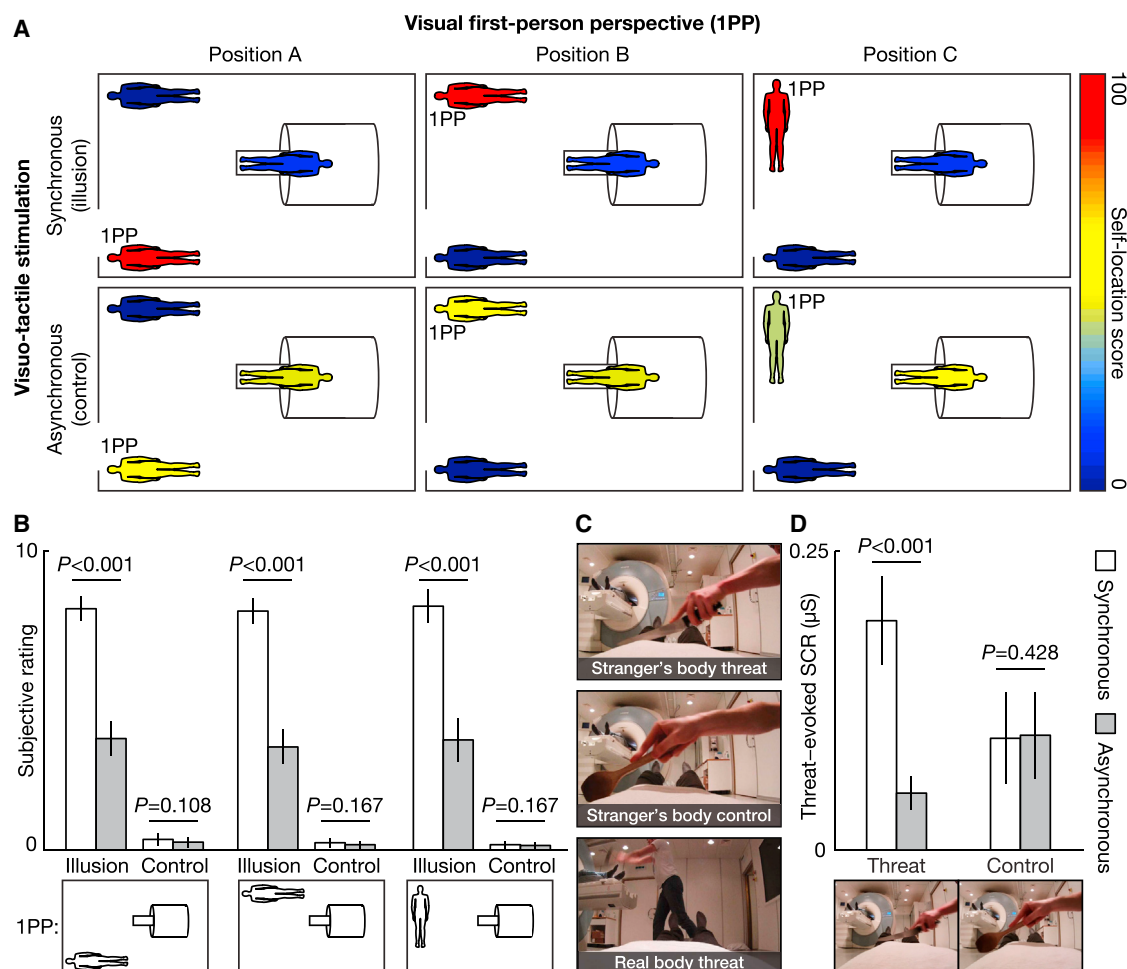 A
Visual first-person perspective (1PP)
Position A
Position B
Position C
Visuo-tactile stimulation
Synchronous
(illusion)
1PP
1PP
1PP
Asynchronous
(control)
1PP
1PP
1PP
100
Self-location score
0
B
10
Subjective rating
0
P<0.001
P=0.108
P<0.001
P=0.167
P<0.001
P=0.167
Illusion Control
Illusion Control
Illusion Control
1PP:
C
Stranger's body threat
Stranger's body control
Real body threat
D
0.25
Threat-evoked SCR (µS)
0
P<0.001
P=0.428
Threat
Control
Synchronous
Asynchronous